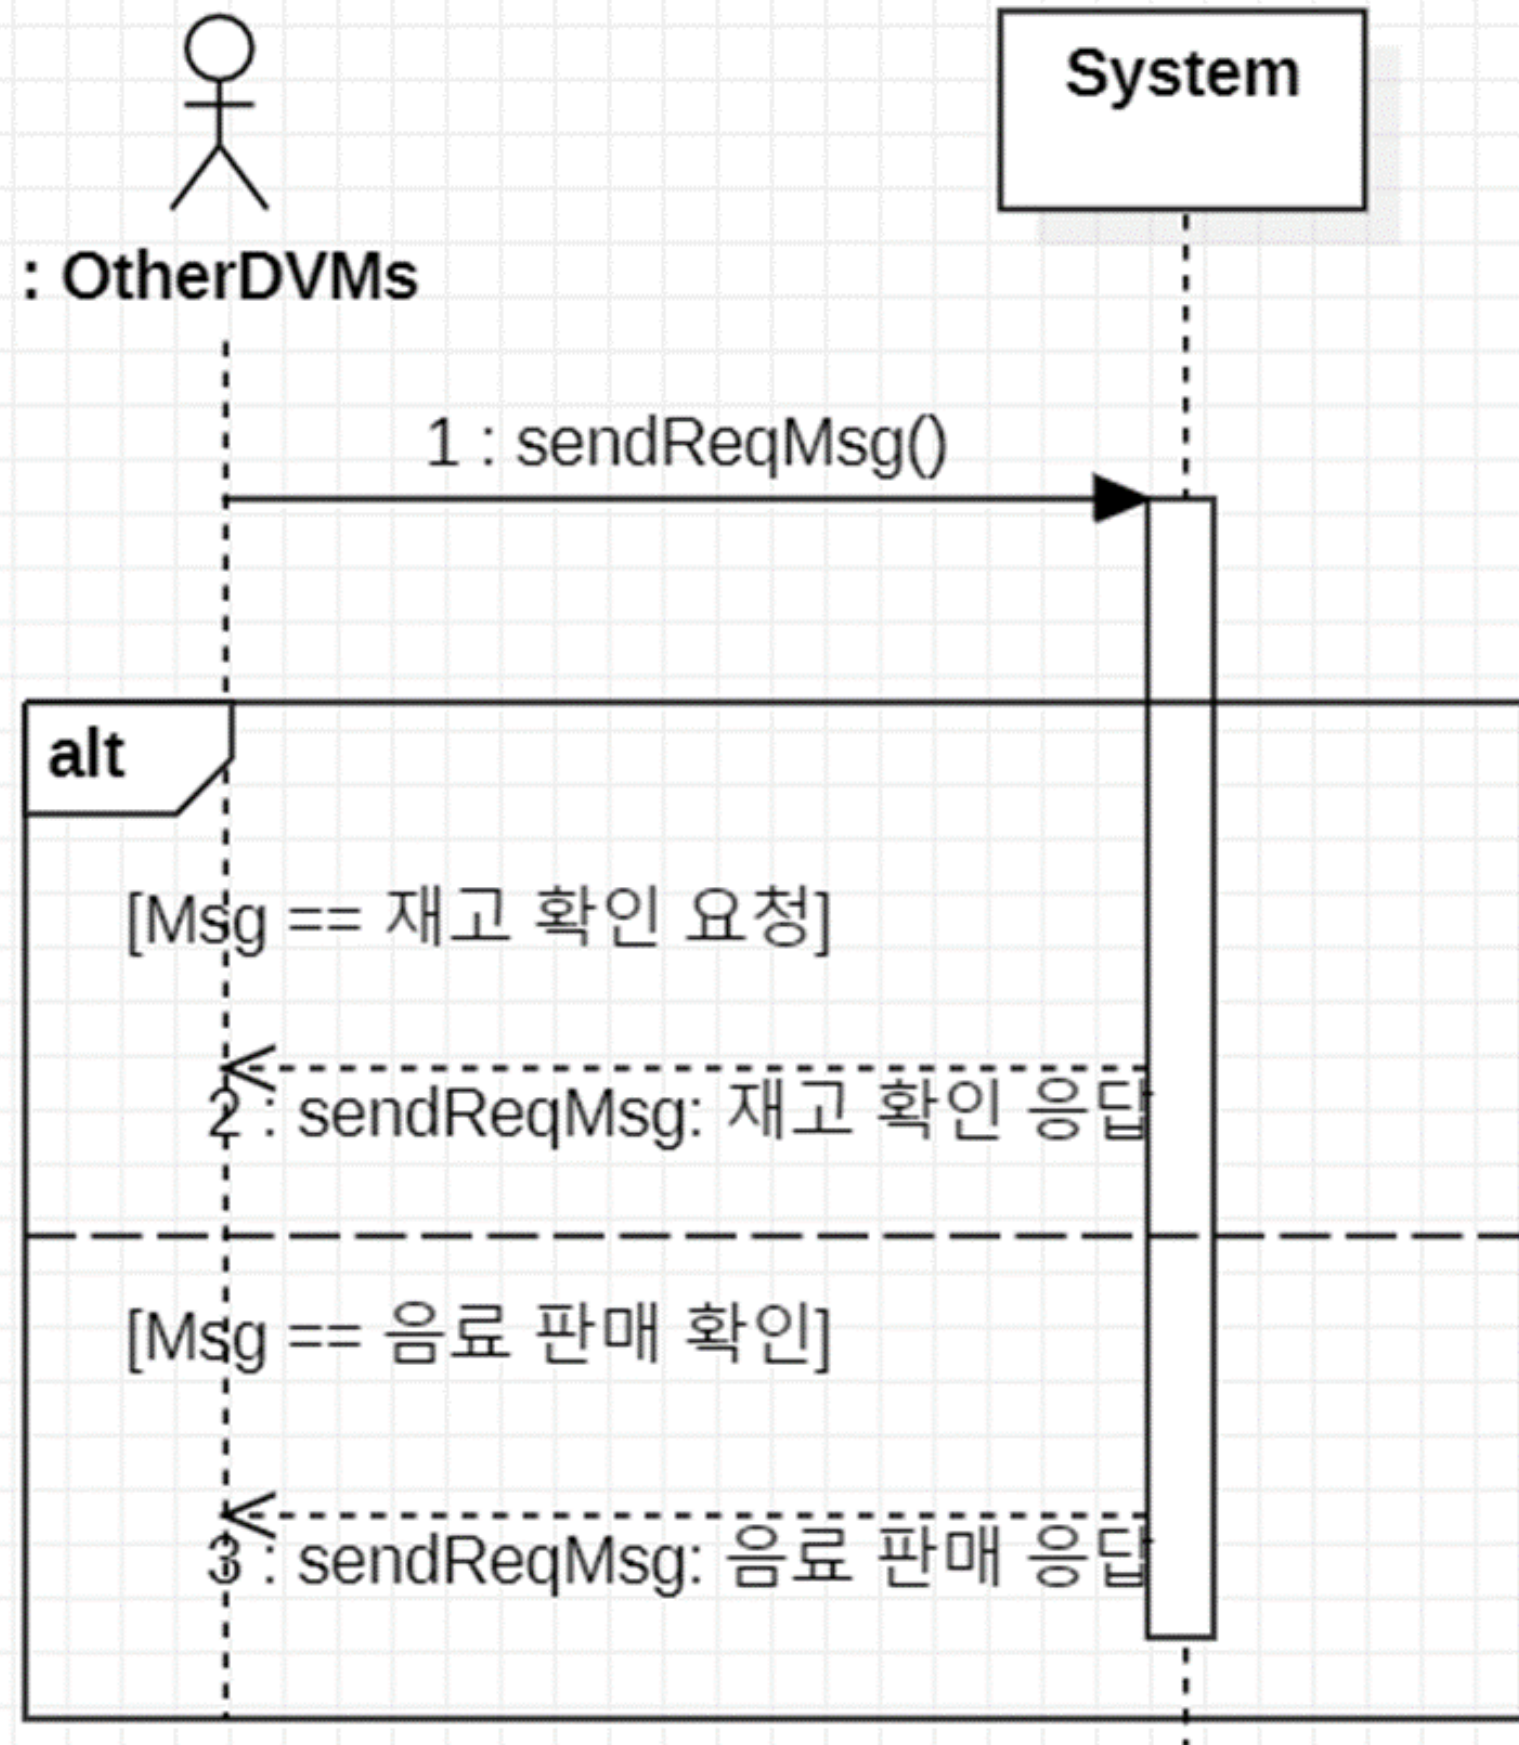 System
: OtherDVMs
1 : sendReqMsg()
alt
[Msg == 재고 확인 요청]
2 : sendReqMsg: 재고 확인 응답
[Msg == 음료 판매 확인]
3 : sendReqMsg: 음료 판매 응답